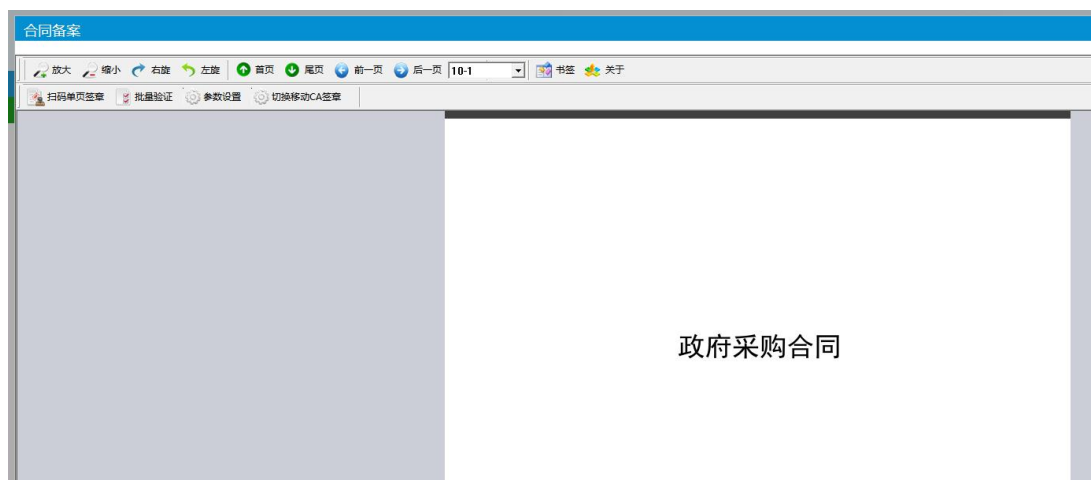 合同备案
放大 缩小 右旋 左旋 首页 尾页 前一页 后一页 10-1 书签 关于
扫码单页签章 批量验证 参数设置 切换移动CA签章
政府采购合同